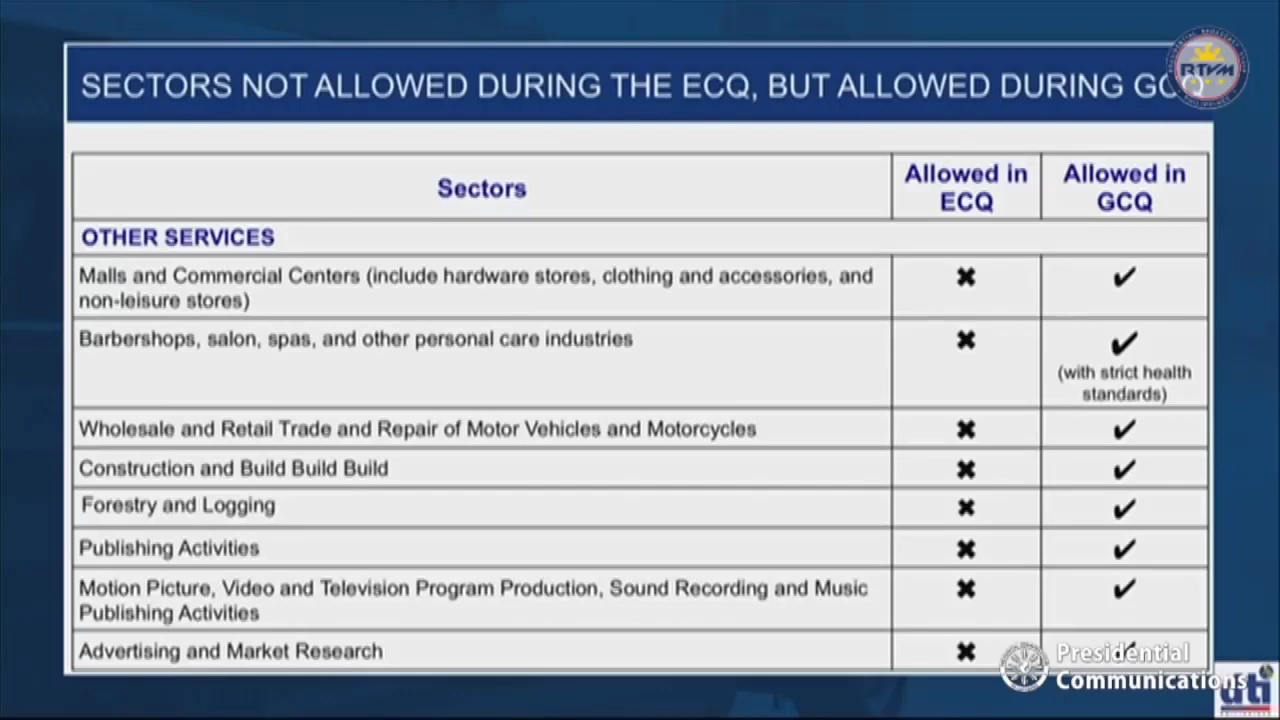 SECTORS NOT ALLOWED DURING THE ECQ, BUT ALLOWED DURING
RTVM
Sectors
Allowed in
ECQ
Allowed in
GCQ
OTHER SERVICES
Malls and Commercial Centers (include hardware stores, clothing and accessories, and
non-leisure stores)
✖ ✔
Barbershops, salon, spas, and other personal care industries
✖ ✔
(with strict health
standards)
Wholesale and Retail Trade and Repair of Motor Vehicles and Motorcycles
✖ ✔
Construction and Build Build Build
✖ ✔
Forestry and Logging
✖ ✔
Publishing Activities
✖ ✔
Motion Picture, Video and Television Program Production, Sound Recording and Music
Publishing Activities
✖ ✔
Advertising and Market Research
✖ ✔
Presidential
Communications
dti